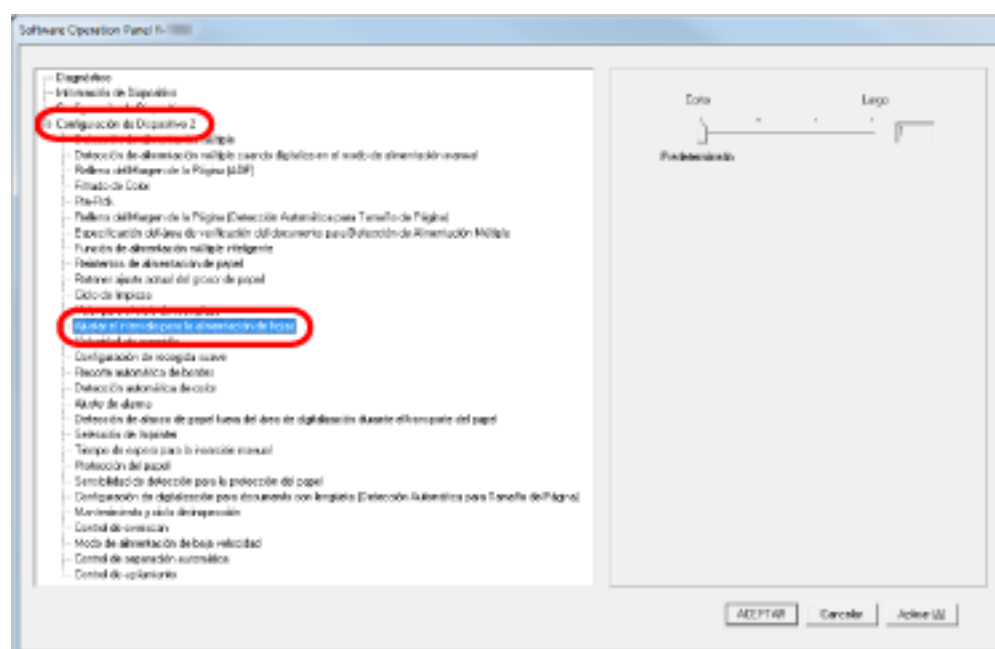 Software Operation Panel fi-
Diagnóstico
Información de Dispositivo
Configuración de Dispositivo 2
Detección de alimentación múltiple cuando digitaliza en el modo de alimentación manual
Relleno del Margen de la Página [ADF]
Filtrado de Color
Pre-Pick
Relleno del Margen de la Página (Detección Automática para Tamaño de Página)
Especificación del área de verificación del documento para Detección de Alimentación Múltiple
Función de alimentación múltiple inteligente
Reintentos de alimentación de papel
Retener ajuste actual del grosor de papel
Ciclo de limpieza
Ajustar el intervalo para la alimentación de hojas
Configuración de recogida suave
Recorte automático de bordes
Detección automática de color
Ajuste de alarma
Detección de atasco de papel fuera del área de digitalización durante el transporte del papel
Selección de
Tiempo de espera para la inserción manual
Protección del papel
Sensibilidad de detección para la protección del papel
Configuración de digitalización para documento con lengüeta (Detección Automática para Tamaño de Página)
Mantenimiento y ciclo de inspección
Control de overscan
Modo de alimentación de baja velocidad
Control de separación automática
Control de apilamiento
Corto
Largo
Predeterminado
ACEPTAR
Cancelar
Aplicar (A)